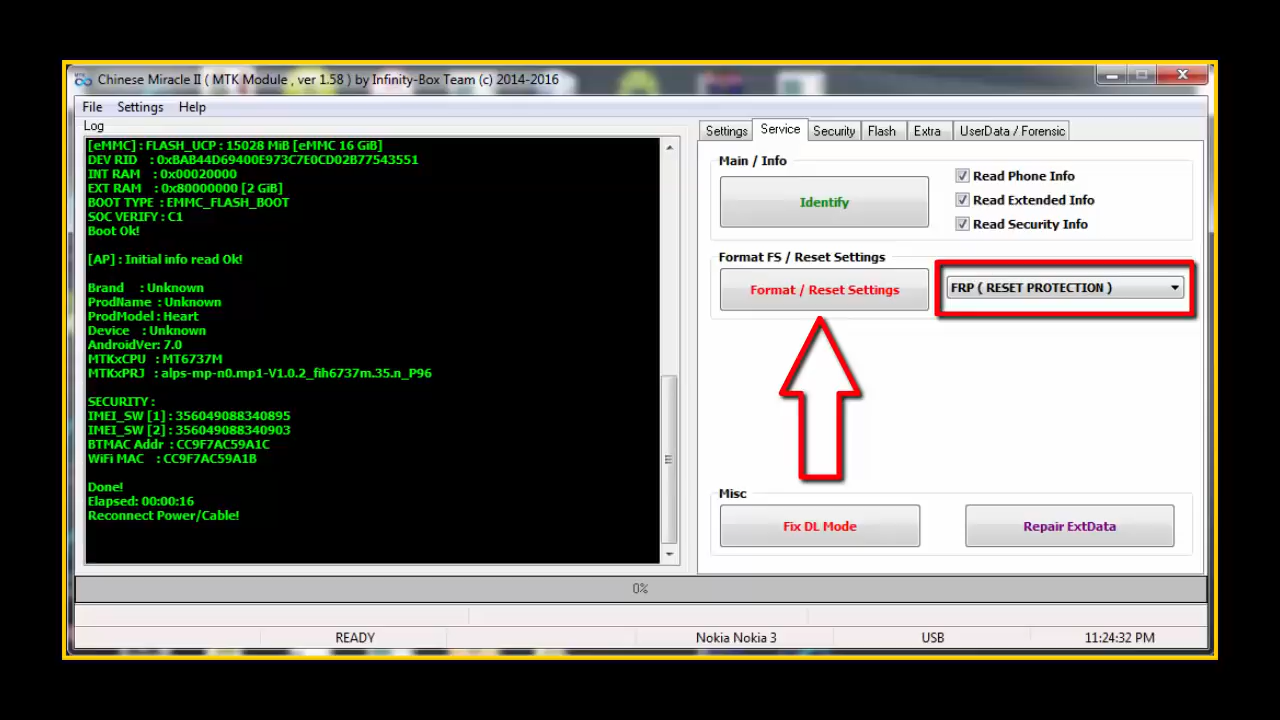 Chinese Miracle II ( MTK Module , ver 1.58 ) by Infinity-Box Team (c) 2014-2016
File Settings Help
Log
[eMMC] : FLASH_UCP : 15028 MiB [eMMC 16 GiB]
DEV RID : 0xBAB44D69400E973C7E0CD02B77543551
INT RAM : 0x00020000
EXT RAM : 0x80000000 [2 GiB]
BOOT TYPE : EMMC_FLASH_BOOT
SOC VERIFY : C1
Boot Ok!
[AP] : Initial info read Ok!
Brand : Unknown
ProdName : Unknown
ProdModel : Heart
Device : Unknown
AndroidVer: 7.0
MTKxCPU : MT6737M
MTKxPRJ : alps-mp-n0.mp1-V1.0.2_fih6737m.35.n_P96
SECURITY :
IMEI_SW [1] : 356049088340895
IMEI_SW [2] : 356049088340903
BTMAC Addr : CC9F7AC59A1C
WiFi MAC : CC9F7AC59A1B
Done!
Elapsed: 00:00:16
Reconnect Power/Cable!
Settings Service Security Flash Extra UserData / Forensic
Main / Info
Identify
Read Phone Info
Read Extended Info
Read Security Info
Format FS / Reset Settings
Format / Reset Settings
FRP ( RESET PROTECTION )
Misc
Fix DL Mode
Repair ExtData
0%
READY Nokia Nokia 3 USB 11:24:32 PM